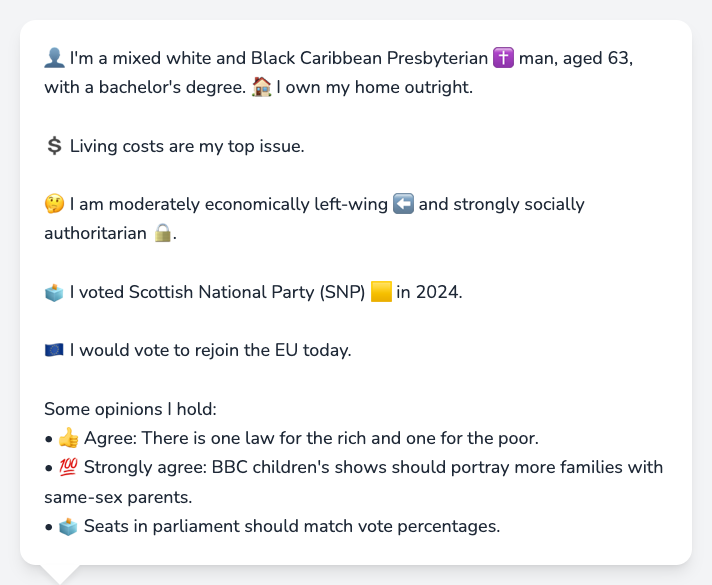 👤 I'm a mixed white and Black Caribbean Presbyterian ✝️ man, aged 63,
with a bachelor's degree. 🏠 I own my home outright.
💲 Living costs are my top issue.
🤔 I am moderately economically left-wing ⬅️ and strongly socially
authoritarian 🔒.
🗳️ I voted Scottish National Party (SNP) 🟨 in 2024.
🇪🇺 I would vote to rejoin the EU today.
Some opinions I hold:
• 👍 Agree: There is one law for the rich and one for the poor.
• 💯 Strongly agree: BBC children's shows should portray more families with
same-sex parents.
• 🗳️ Seats in parliament should match vote percentages.